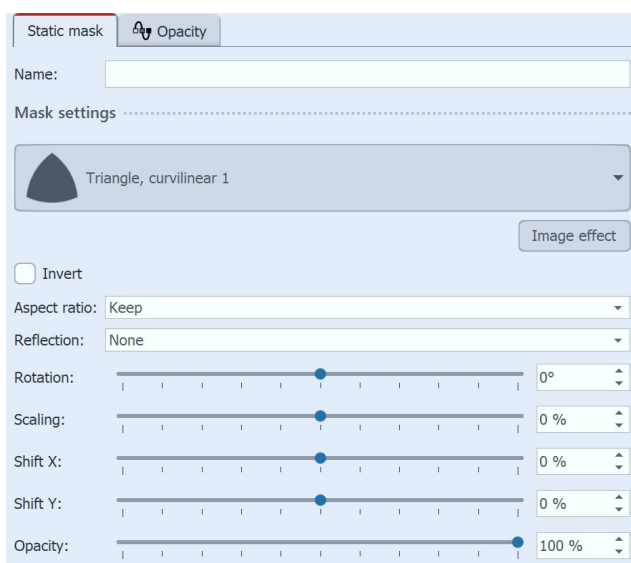 Static mask
Opacity
Name:
Mask settings
Triangle, curvilinear 1
Image effect
Invert
Aspect ratio: Keep
Reflection: None
Rotation: 0°
Scaling: 0 %
Shift X: 0 %
Shift Y: 0 %
Opacity: 100 %